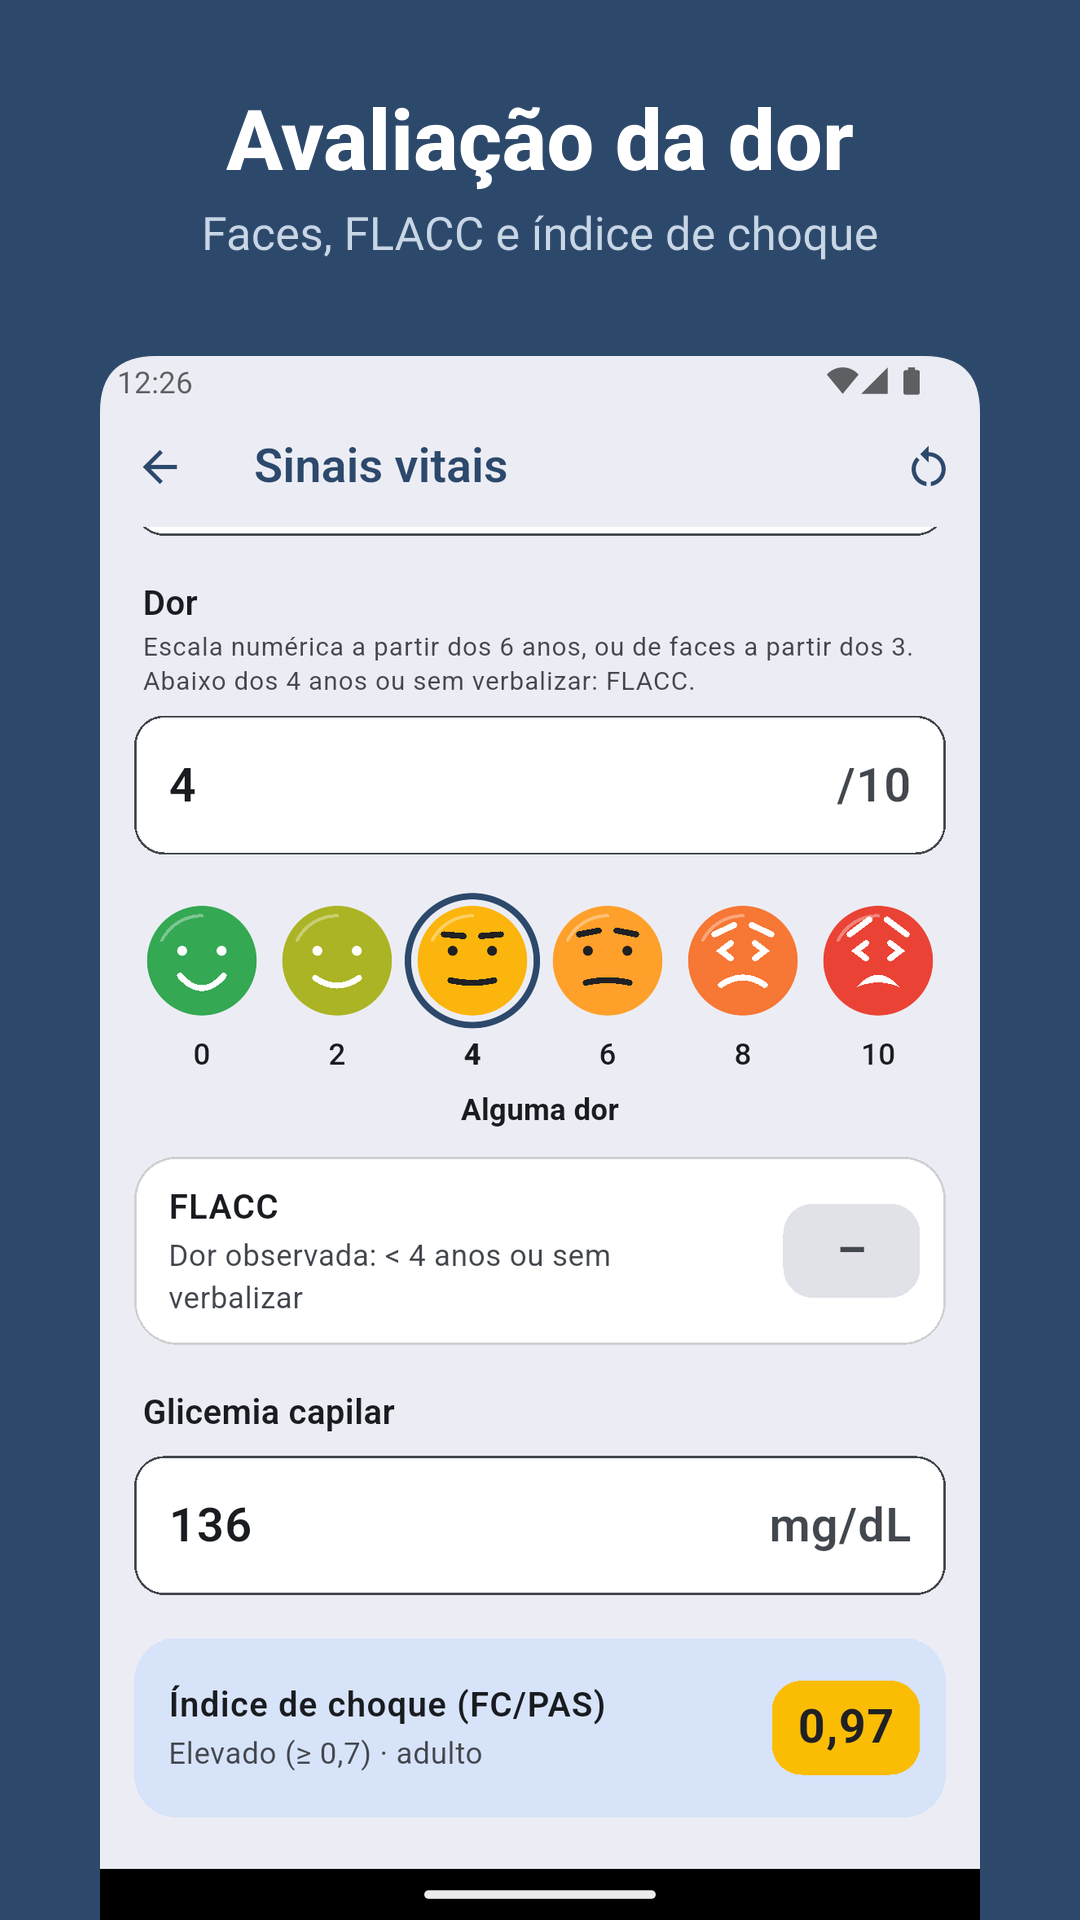 Avaliação da dor
Faces, FLACC e índice de choque
12:26
Sinais vitais
Dor
Escala numérica a partir dos 6 anos, ou de faces a partir dos 3.
Abaixo dos 4 anos ou sem verbalizar: FLACC.
4 /10
0 2 4 6 8 10
Alguma dor
FLACC
Dor observada: < 4 anos ou sem
verbalizar
–
Glicemia capilar
136 mg/dL
Índice de choque (FC/PAS)
Elevado (≥ 0,7) · adulto
0,97